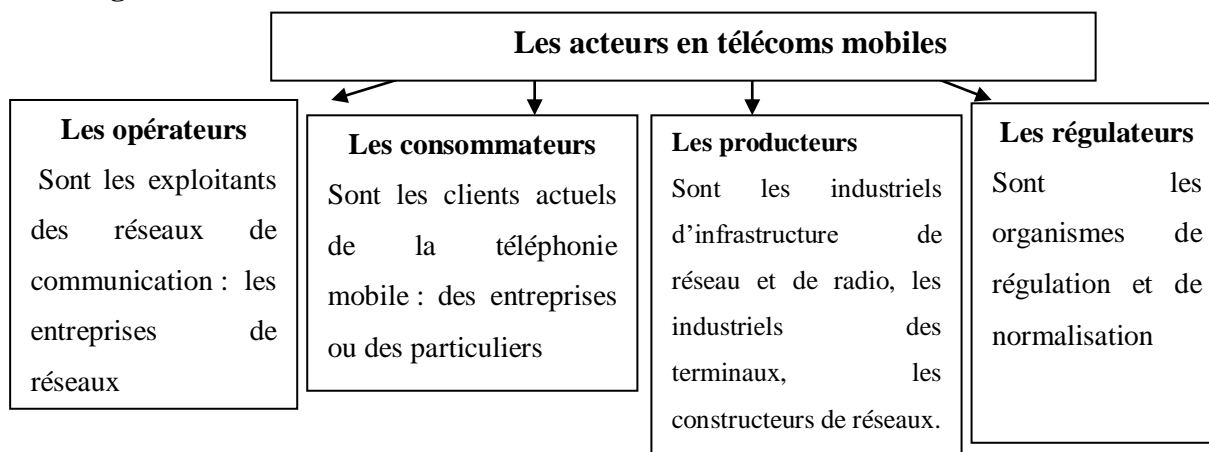 Les acteurs en télécoms mobiles
Les opérateurs
Sont les exploitants
des réseaux de
communication : les
entreprises de
réseaux
Les consommateurs
Sont les clients actuels
de la téléphonie
mobile : des entreprises
ou des particuliers
Les producteurs
Sont les industriels
d’infrastructure de
réseau et de radio, les
industriels des
terminaux, les
constructeurs de réseaux.
Les régulateurs
Sont les
organismes de
régulation et de
normalisation